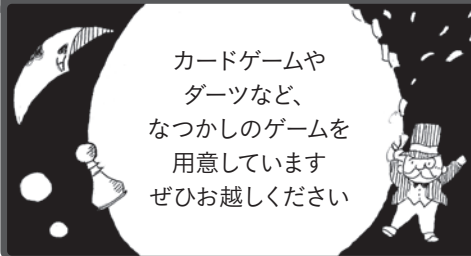 カードゲームや
ダーツなど、
なつかしのゲームを
用意しています
ぜひお越しください